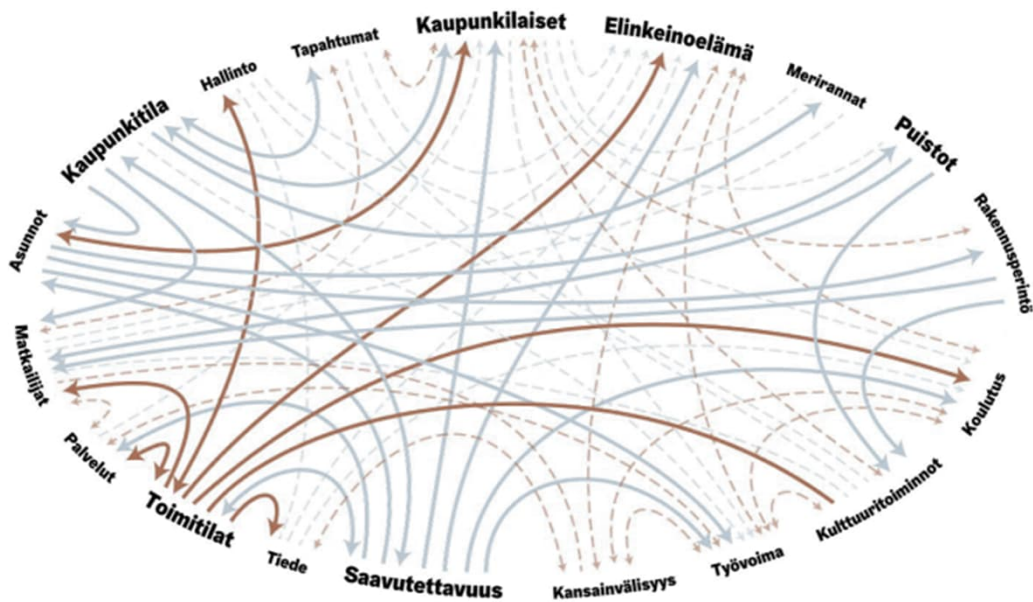 Kaupunkilaiset
Elinkeinoelämä
Tapahtumat
Merirannat
Hallinto
Puistot
Kaupunkitila
Rakennusperintö
Asunnot
Matkailijat
Koulutus
Palvelut
Kulttuuritoiminnot
Toimitilat
Työvoima
Tiede
Saavutettavuus
Kansainvälisyys